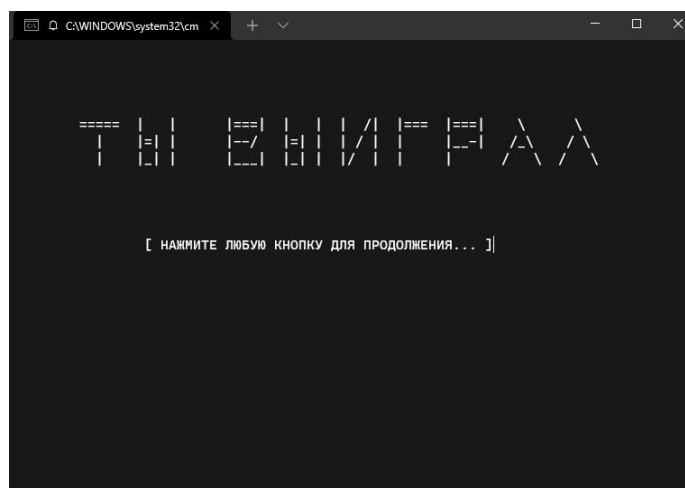 C:\WINDOWS\system32\cm
ТЫ ВЫИГРАЛ
[ НАЖМИТЕ ЛЮБУЮ КНОПКУ ДЛЯ ПРОДОЛЖЕНИЯ... ]